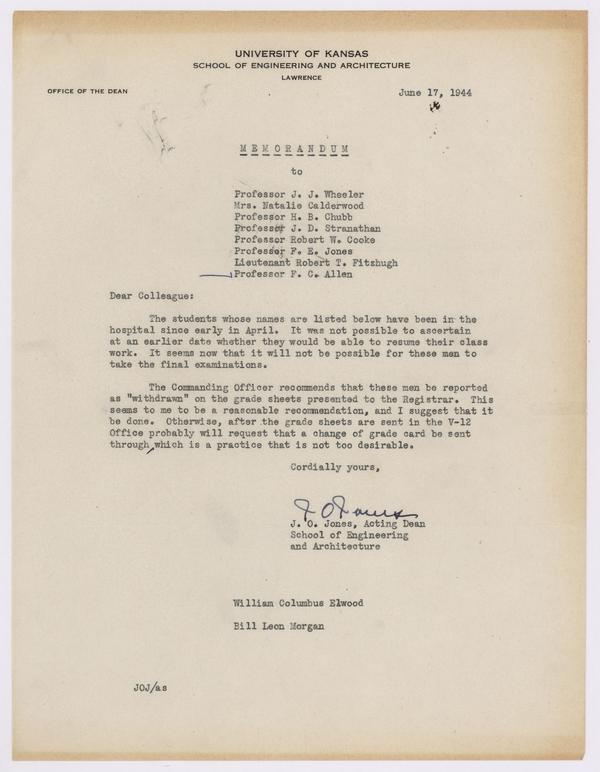 UNIVERSITY OF KANSAS
SCHOOL OF ENGINEERING AND ARCHITECTURE
LAWRENCE
OFFICE OF THE DEAN
June 17, 1944
MEMORANDUM
to
Professor J. J. Wheeler
Mrs. Natalie Calderwood
Professor H. B. Chubb
Professor J. D. Stranathan
Professor Robert W. Cooke
Professor F. E. Jones
Lieutenant Robert T. Fitzhugh
Professor F. C. Allen
Dear Colleague:
The students whose names are listed below have been in the
hospital since early in April. It was not possible to ascertain
at an earlier date whether they would be able to resume their class
work. It seems now that it will not be possible for these men to
take the final examinations.
The Commanding Officer recommends that these men be reported
as "withdrawn" on the grade sheets presented to the Registrar. This
seems to me to be a reasonable recommendation, and I suggest that it
be done. Otherwise, after the grade sheets are sent in the V-12
Office probably will request that a change of grade card be sent
through, which is a practice that is not too desirable.
Cordially yours,
J O Jones
J. O. Jones, Acting Dean
School of Engineering
and Architecture
William Columbus Elwood
Bill Leon Morgan
JOJ/as